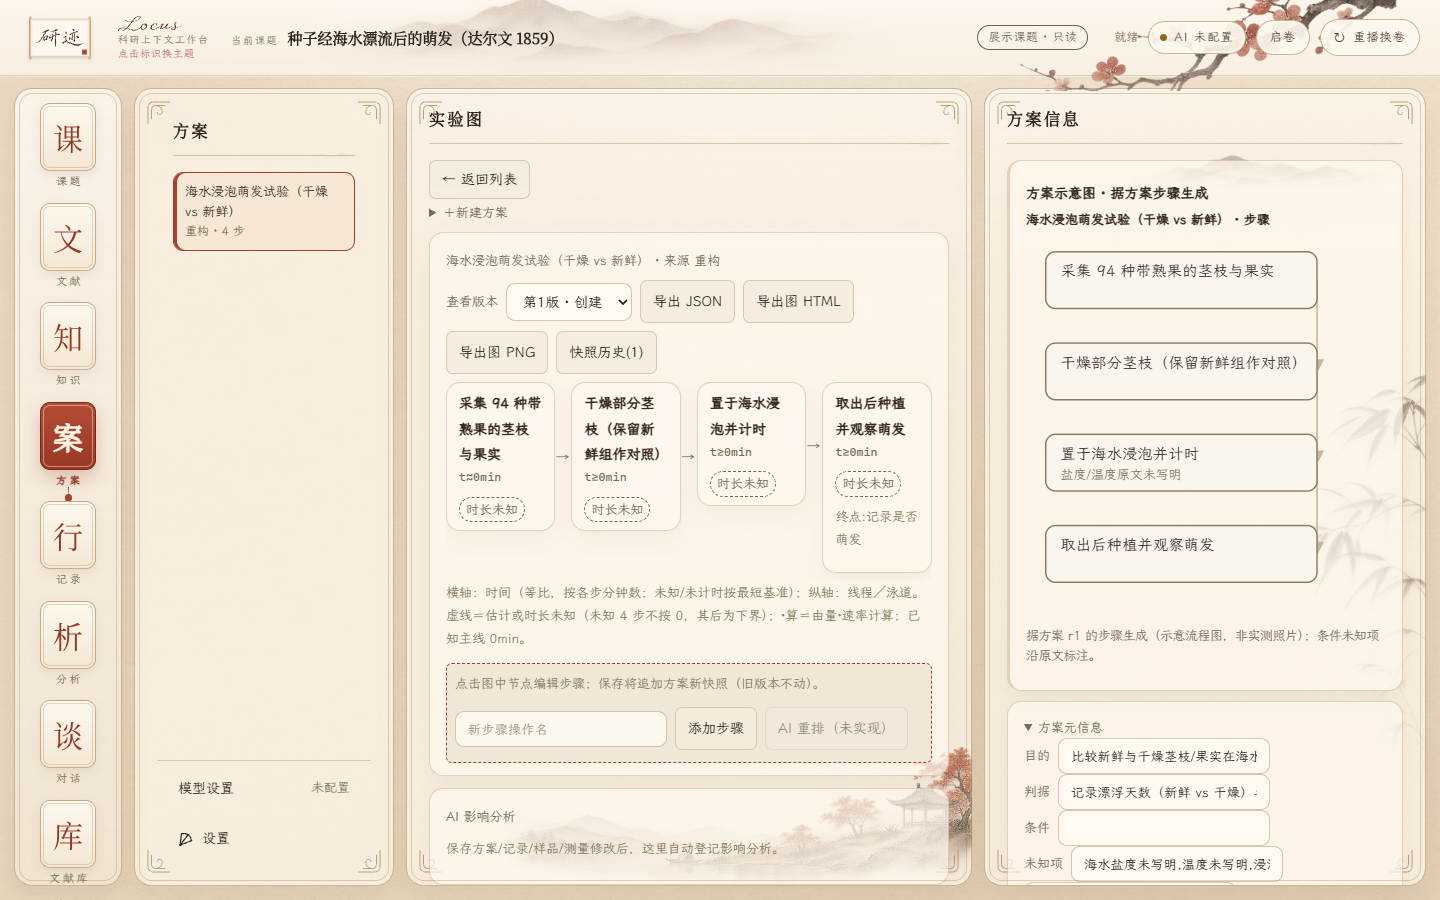 研迹
Locus
科研上下文工作台
点击标识换主题
当前课题 种子经海水漂流后的萌发（达尔文 1859）
展示课题・只读
就绪
AI 未配置
启卷
↻ 重播换卷
课
课题
文
文献
知
知识
案
方案
行
记录
析
分析
谈
对话
库
文献库
方案
海水浸泡萌发试验（干燥
vs 新鲜）
重构・4 步
模型设置 未配置
设置
实验图
← 返回列表
▶ ＋新建方案
海水浸泡萌发试验（干燥 vs 新鲜）・来源 重构
查看版本 第1版・创建 导出 JSON 导出图 HTML
导出图 PNG 快照历史(1)
采集 94 种带
熟果的茎枝
与果实
t≈0min
时长未知
→
干燥部分茎
枝（保留新
鲜组作对照）
t≥0min
时长未知
→
置于海水浸
泡并计时
t≥0min
时长未知
→
取出后种植
并观察萌发
t≥0min
时长未知
终点:记录是否
萌发
横轴：时间（等比，按各步分钟数；未知/未计时按最短基准）；纵轴：线程／泳道。
虚线＝估计或时长未知（未知 4 步不按 0，其后为下界）；·算＝由量·速率计算；已
知主线 0min。
点击图中节点编辑步骤；保存将追加方案新快照（旧版本不动）。
新步骤操作名 添加步骤 AI 重排（未实现）
AI 影响分析
保存方案/记录/样品/测量修改后，这里自动登记影响分析。
方案信息
方案示意图・据方案步骤生成
海水浸泡萌发试验（干燥 vs 新鲜）・步骤
采集 94 种带熟果的茎枝与果实
干燥部分茎枝（保留新鲜组作对照）
置于海水浸泡并计时
盐度/温度原文未写明
取出后种植并观察萌发
据方案 r1 的步骤生成（示意流程图，非实测照片）；条件未知项
沿原文标注。
▼ 方案元信息
目的 比较新鲜与干燥茎枝/果实在海水
判据 记录漂浮天数（新鲜 vs 干燥）
条件
未知项 海水盐度未写明,温度未写明,浸